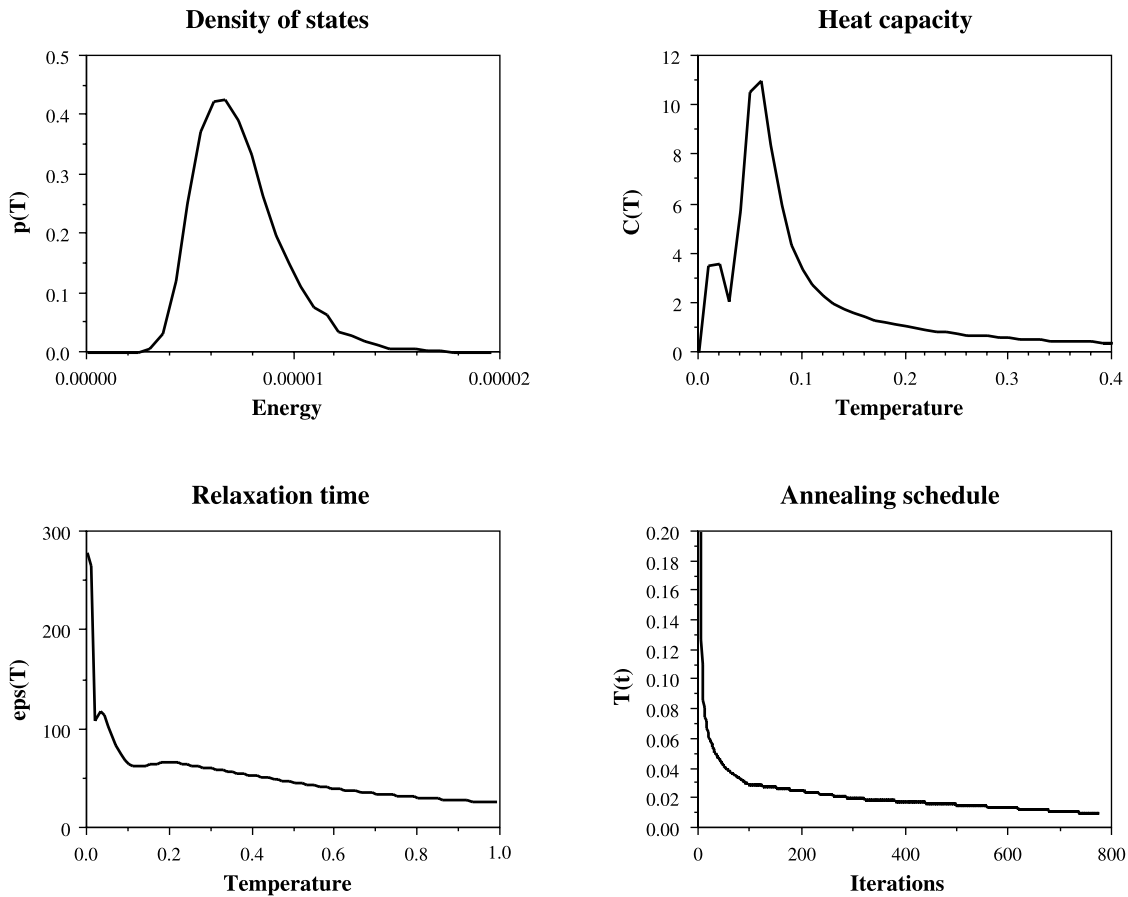 Density of states
0.5
0.4
0.3
0.2
0.1
0.0
p(T)
0.00000 0.00001 0.00002
Energy
Heat capacity
12
10
8
6
4
2
0
C(T)
0.0 0.1 0.2 0.3 0.4
Temperature
Relaxation time
300
200
100
0
eps(T)
0.0 0.2 0.4 0.6 0.8 1.0
Temperature
Annealing schedule
0.20
0.18
0.16
0.14
0.12
0.10
0.08
0.06
0.04
0.02
0.00
T(t)
0 200 400 600 800
Iterations